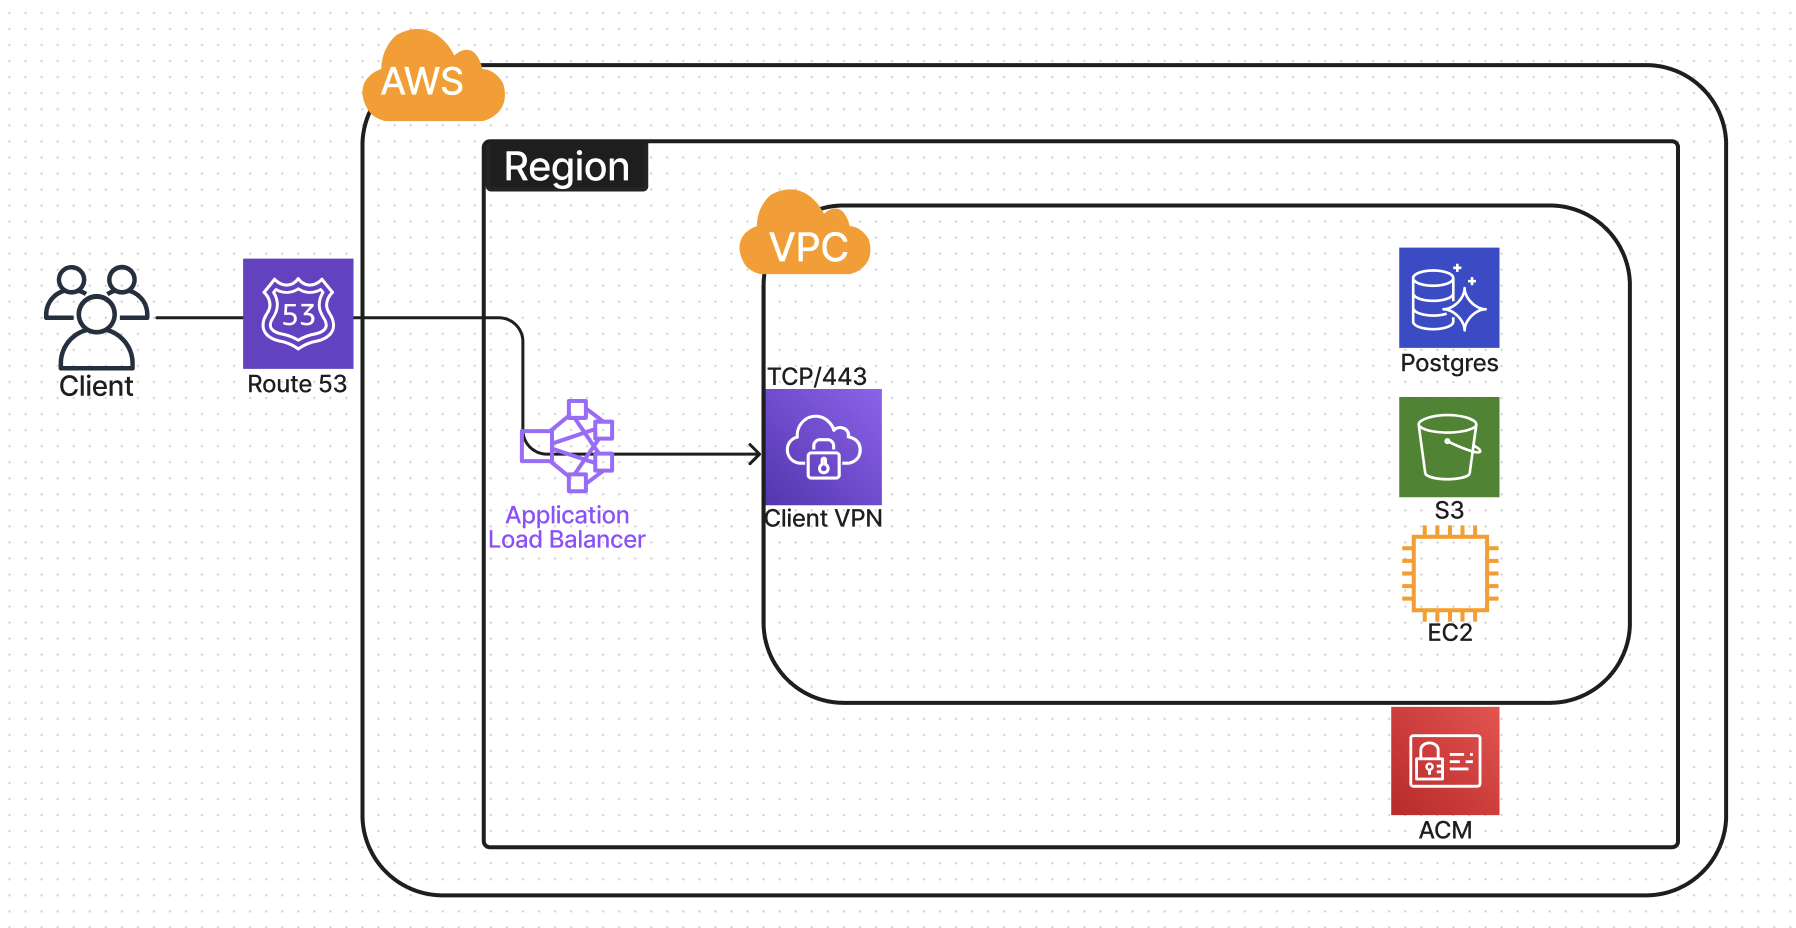 AWS
Region
VPC
53
Client
Route 53
TCP/443
Client VPN
Application
Load Balancer
Postgres
S3
EC2
ACM